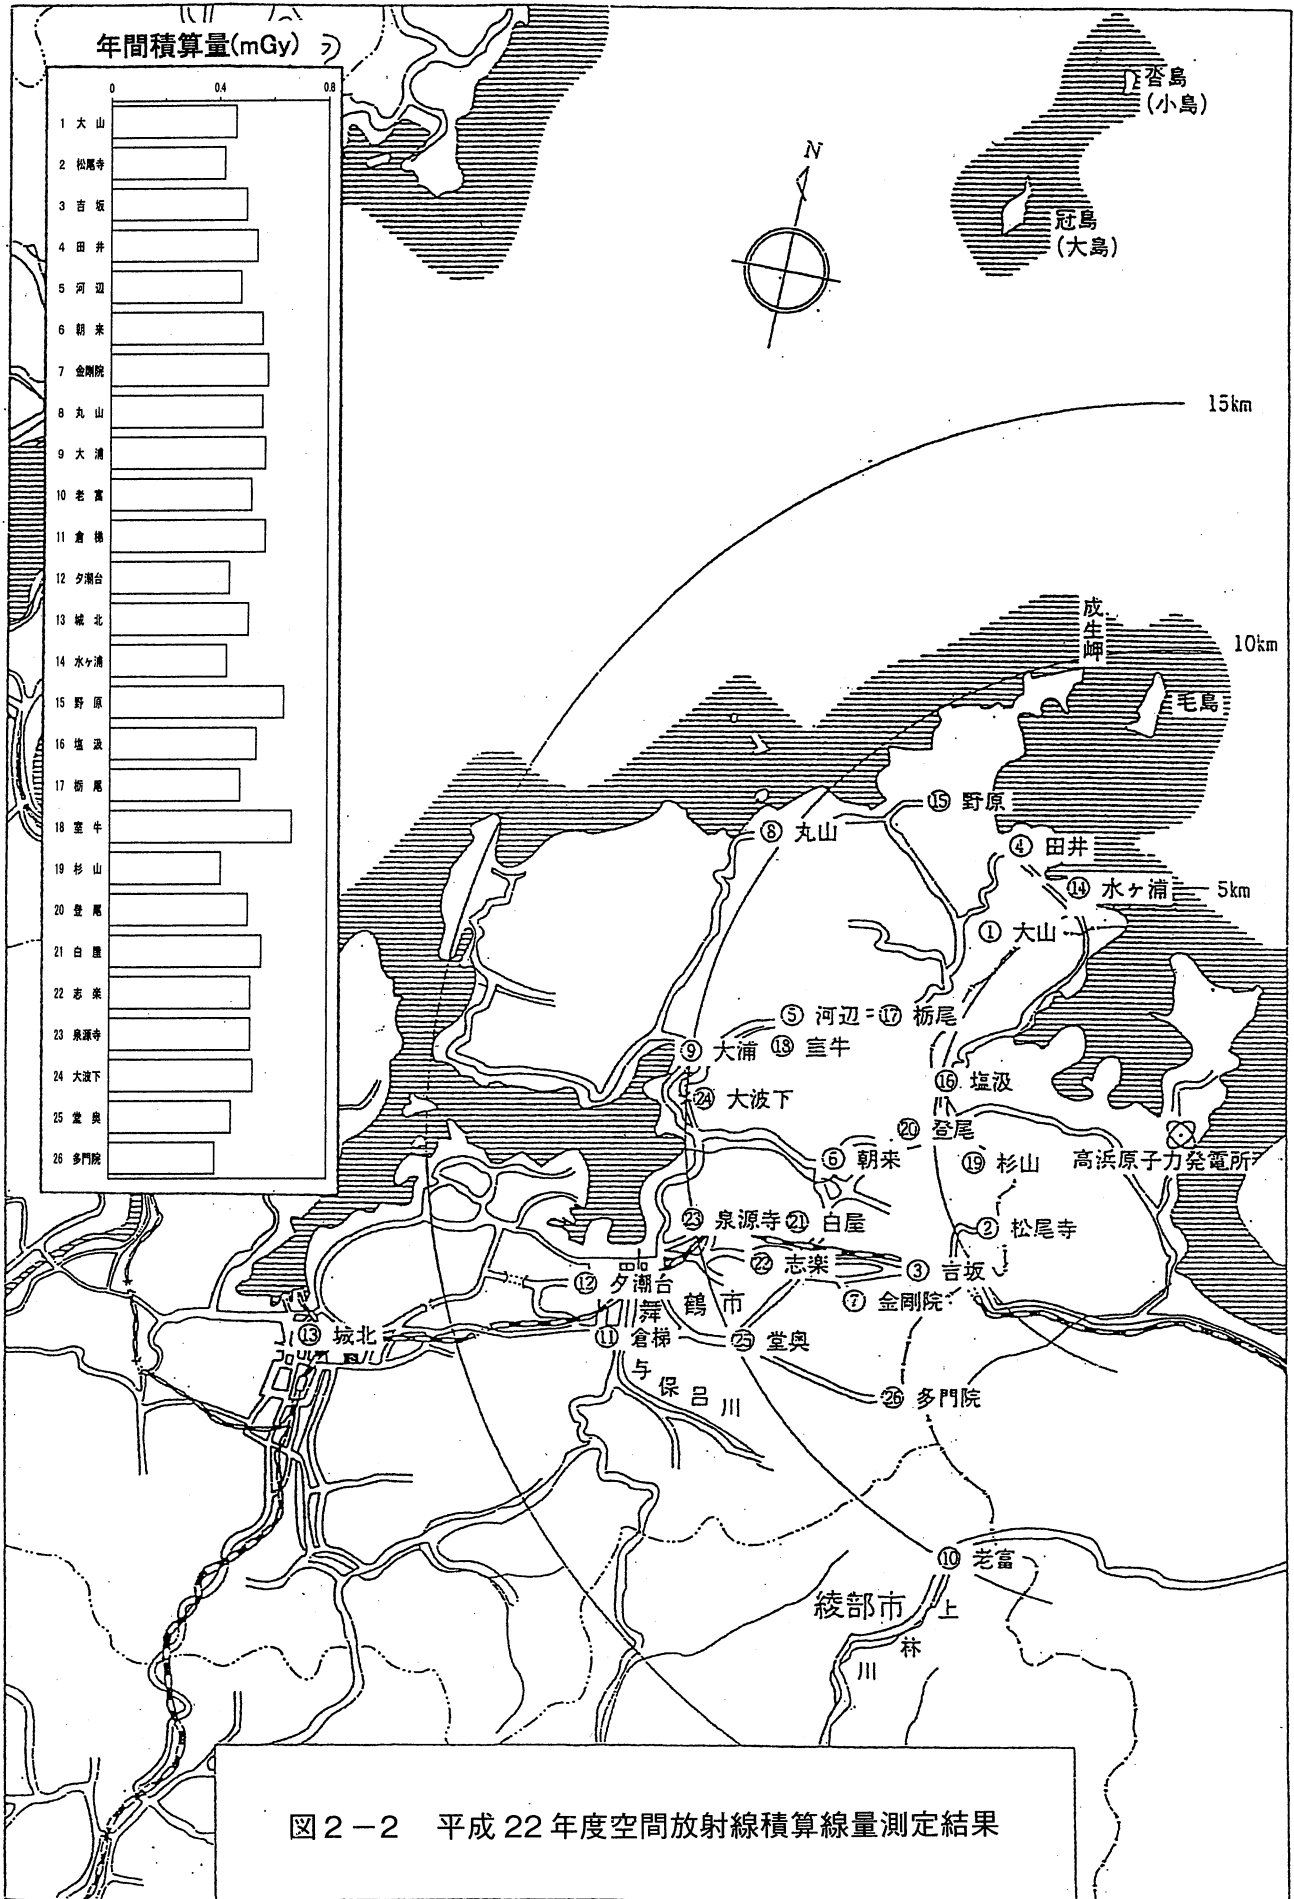 年間積算量(mGy)
0 0.4 0.8
1 大山
2 松尾寺
3 吉坂
4 田井
5 河辺
6 朝来
7 金剛院
8 丸山
9 大浦
10 老富
11 倉梯
12 夕潮台
13 城北
14 水ヶ浦
15 野原
16 塩汲
17 栃尾
18 室牛
19 杉山
20 登尾
21 白屋
22 志楽
23 泉源寺
24 大波下
25 堂奥
26 多門院
沓島
(小島)
N
冠島
(大島)
15km
成生岬
10km
毛島
⑮ 野原
⑧ 丸山
④ 田井
⑭ 水ヶ浦
5km
① 大山
⑤ 河辺
⑰ 栃尾
⑨ 大浦
⑱ 室牛
⑯ 塩汲
㉔ 大波下
⑳ 登尾
⑥ 朝来
⑲ 杉山
高浜原子力発電所
㉓ 泉源寺
㉑ 白屋
② 松尾寺
㉒ 志楽
③ 吉坂
⑫ 夕潮台
舞鶴市
⑦ 金剛院
⑬ 城北
⑪ 倉梯
㉕ 堂奥
与保呂川
㉖ 多門院
⑩ 老富
綾部市
上林川
図2-2 平成22年度空間放射線積算線量測定結果